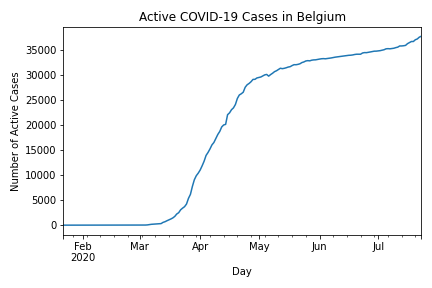 Active COVID-19 Cases in Belgium
Number of Active Cases
35000
30000
25000
20000
15000
10000
5000
0
Feb Mar Apr May Jun Jul
2020
Day